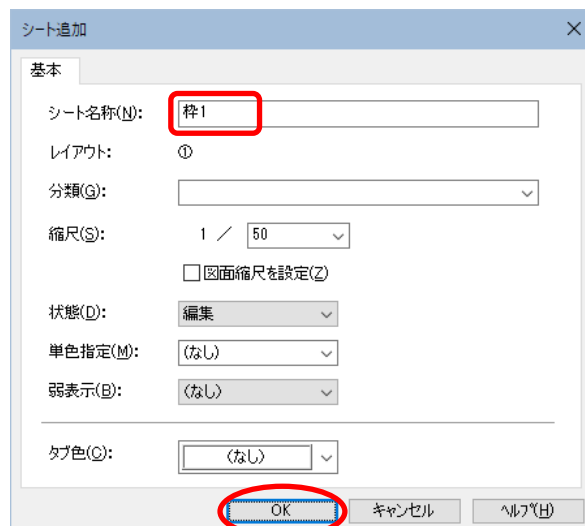 シート追加
基本
シート名称(N): 枠1
レイアウト: ①
分類(G):
縮尺(S): 1 ／ 50
図面縮尺を設定(Z)
状態(D): 編集
単色指定(M): (なし)
弱表示(B): (なし)
タブ色(C): (なし)
OK キャンセル ヘルプ(H)